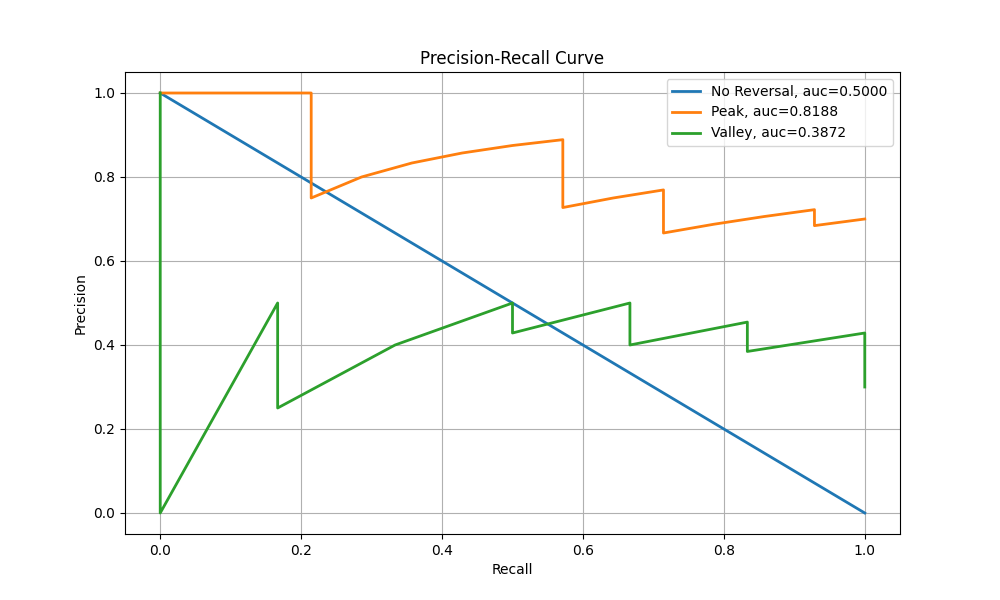 Precision-Recall Curve
No Reversal, auc=0.5000
Peak, auc=0.8188
Valley, auc=0.3872
Precision
1.0
0.8
0.6
0.4
0.2
0.0
0.0 0.2 0.4 0.6 0.8 1.0
Recall